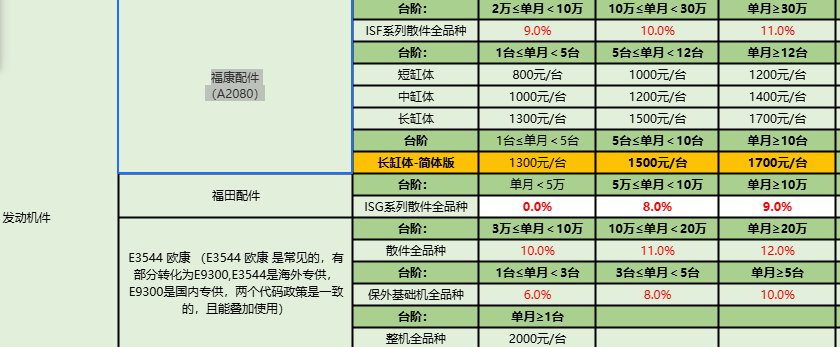 台阶： 2万≤单月＜10万 10万≤单月＜30万 单月≥30万
ISF系列散件全品种 9.0% 10.0% 11.0%
台阶： 1台≤单月＜5台 5台≤单月＜12台 单月≥12台
福康配件
（A2080）
短缸体 800元/台 1000元/台 1200元/台
中缸体 1000元/台 1200元/台 1400元/台
长缸体 1300元/台 1500元/台 1700元/台
台阶 1台≤单月＜5台 5台≤单月＜10台 单月≥10台
长缸体-简体版 1300元/台 1500元/台 1700元/台
福田配件
台阶： 单月＜5万 5万≤单月＜10万 单月≥10万
ISG系列散件全品种 0.0% 8.0% 9.0%
发动机件
E3544 欧康 （E3544 欧康 是常见的，有
部分转化为E9300,E3544是海外专供，
E9300是国内专供，两个代码政策是一致
的，且能叠加使用）
台阶： 3万≤单月＜10万 10万≤单月＜20万 单月≥20万
散件全品种 10.0% 11.0% 12.0%
台阶： 1台≤单月＜3台 3台≤单月＜5台 单月≥5台
保外基础机全品种 6.0% 8.0% 10.0%
台阶： 单月≥1台
整机全品种 2000元/台